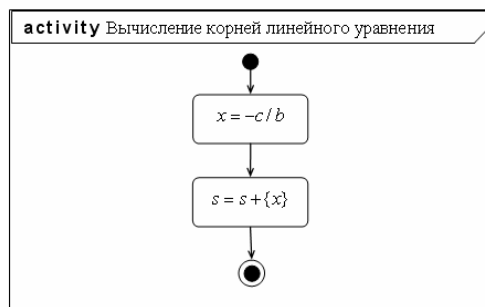 activity Вычисление корней линейного уравнения
x = −c / b
s = s + {x}